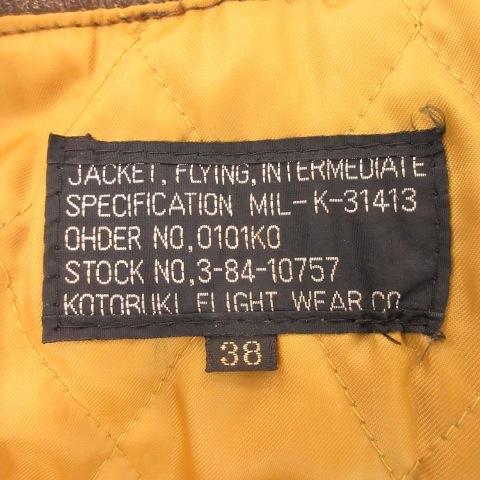 JACKET, FLYING, INTERMEDIATE
SPECIFICATION MIL-K-31413
OHDER NO,0101KO
STOCK NO,3-84-10757
KOTOBUKI FLIGHT WEAR.CO
38